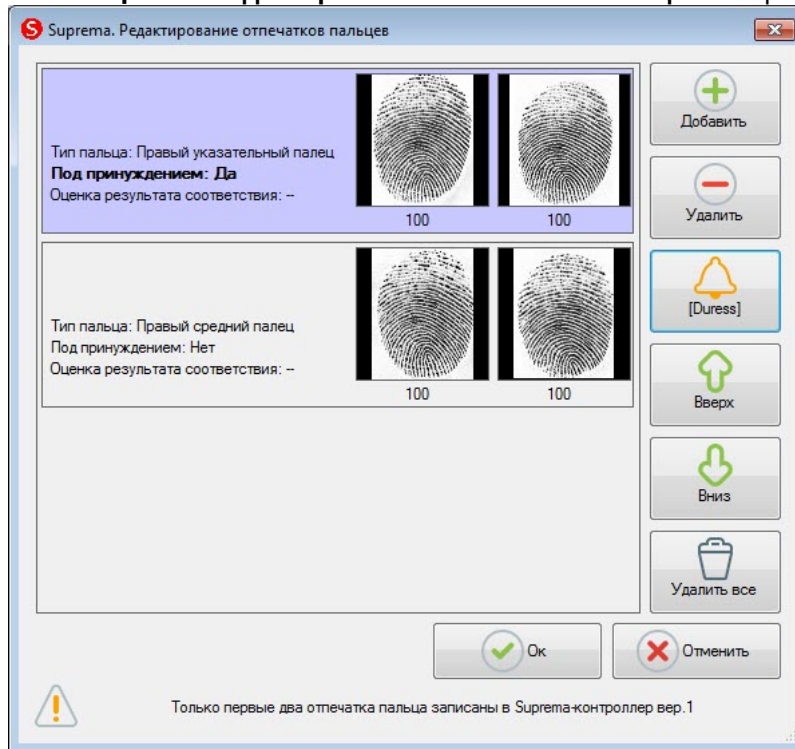 Suprema. Редактирование отпечатков пальцев
Тип пальца: Правый указательный палец
Под принуждением: Да
Оценка результата соответствия: --
100
100
Тип пальца: Правый средний палец
Под принуждением: Нет
Оценка результата соответствия: --
100
100
Добавить
Удалить
[Duress]
Вверх
Вниз
Удалить все
Ок
Отменить
Только первые два отпечатка пальца записаны в Suprema-контроллер вер.1